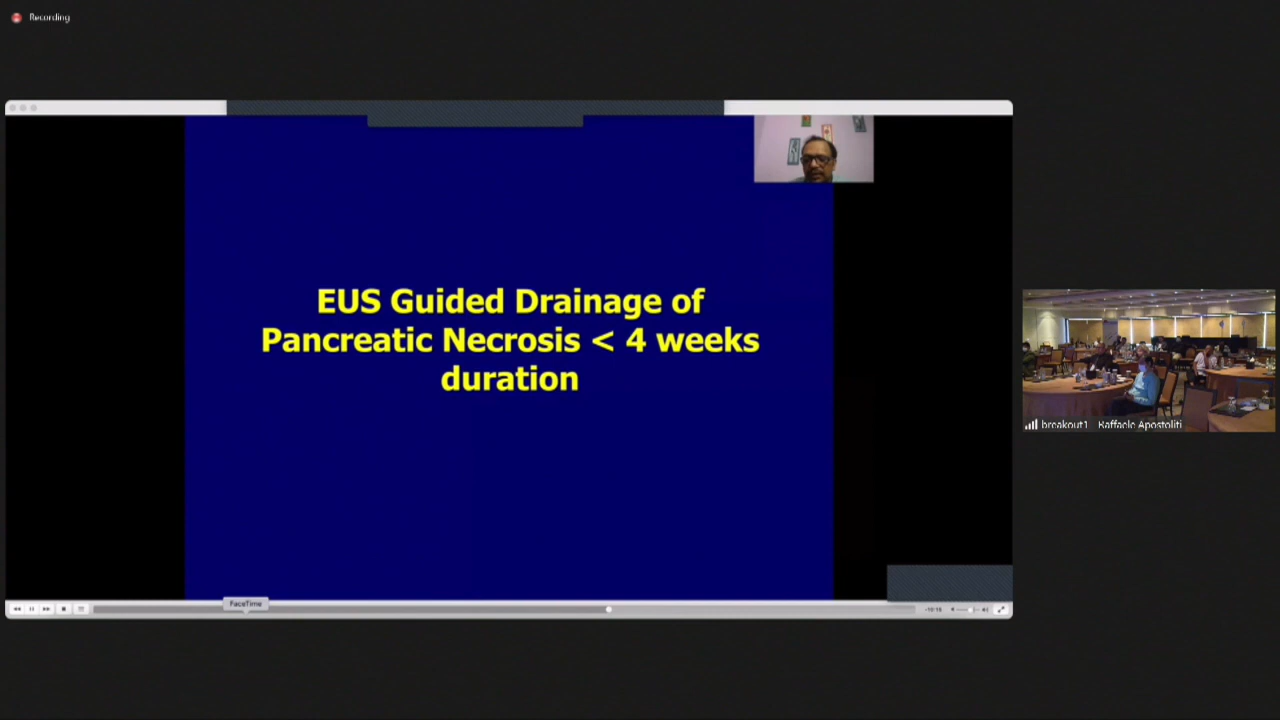 Recording
EUS Guided Drainage of
Pancreatic Necrosis < 4 weeks
duration
breakout1 - Raffaele Apostoliti
FaceTime